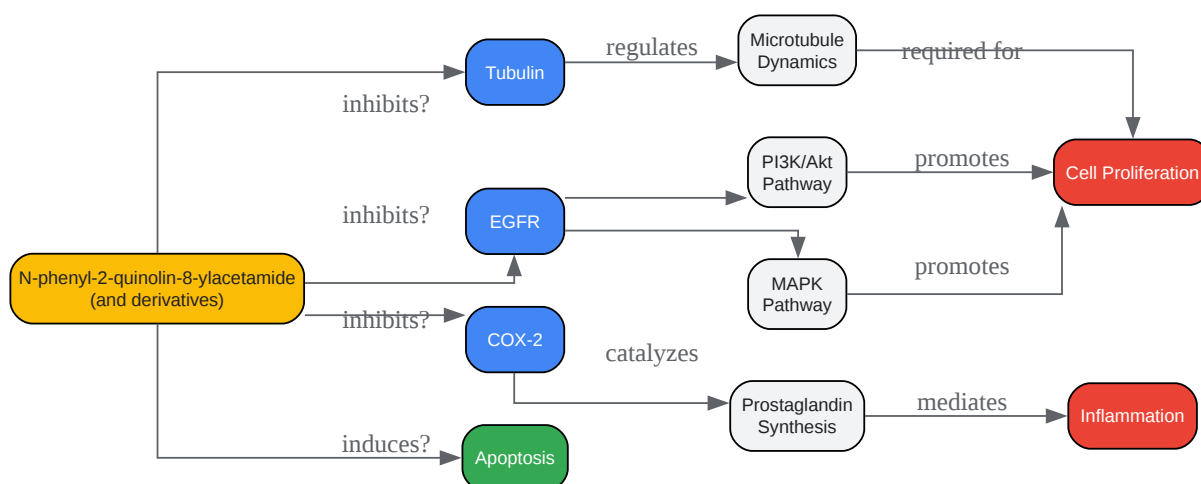 regulates
Microtubule
Dynamics
required for
Tubulin
inhibits?
PI3K/Akt
Pathway
promotes
Cell Proliferation
inhibits?
EGFR
N-phenyl-2-quinolin-8-ylacetamide
(and derivatives)
MAPK
Pathway
promotes
inhibits?
COX-2
catalyzes
Prostaglandin
Synthesis
mediates
Inflammation
induces?
Apoptosis